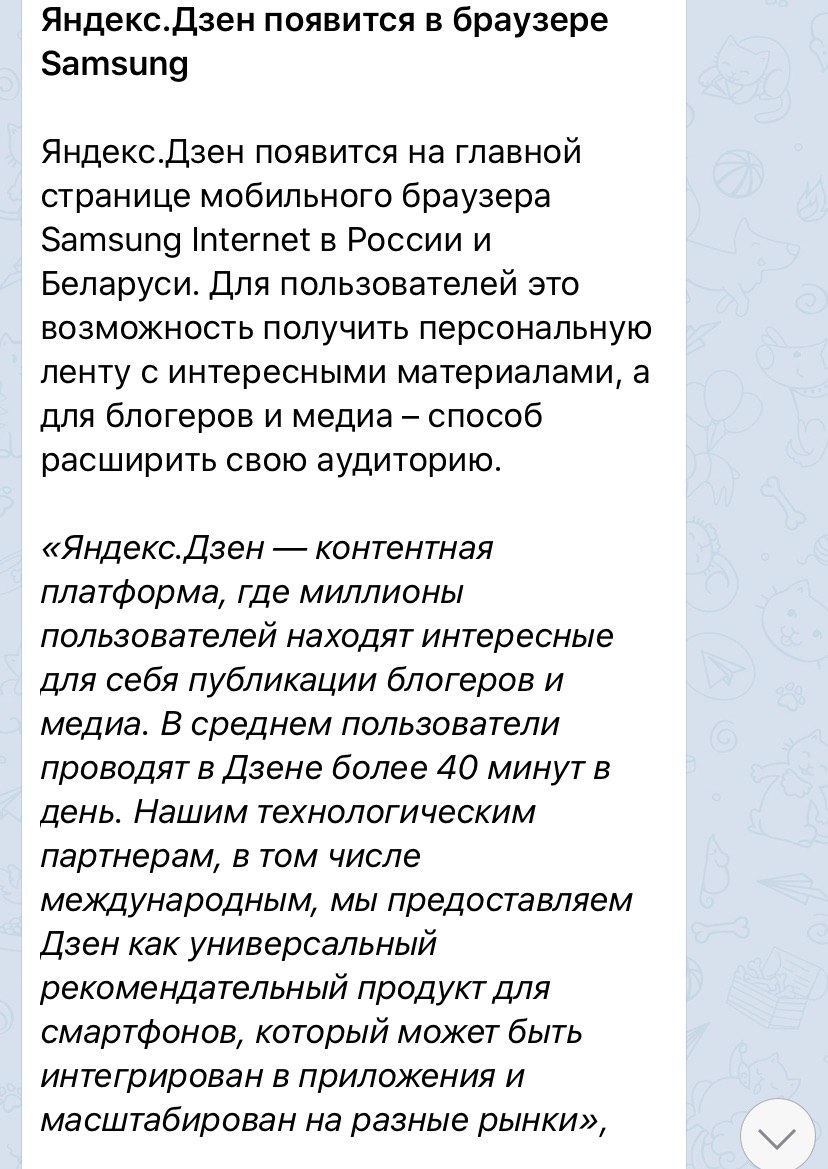 Яндекс.Дзен появится в браузере
Samsung
Яндекс.Дзен появится на главной
странице мобильного браузера
Samsung Internet в России и
Беларуси. Для пользователей это
возможность получить персональную
ленту с интересными материалами, а
для блогеров и медиа – способ
расширить свою аудиторию.
«Яндекс.Дзен — контентная
платформа, где миллионы
пользователей находят интересные
для себя публикации блогеров и
медиа. В среднем пользователи
проводят в Дзене более 40 минут в
день. Нашим технологическим
партнерам, в том числе
международным, мы предоставляем
Дзен как универсальный
рекомендательный продукт для
смартфонов, который может быть
интегрирован в приложения и
масштабирован на разные рынки»,